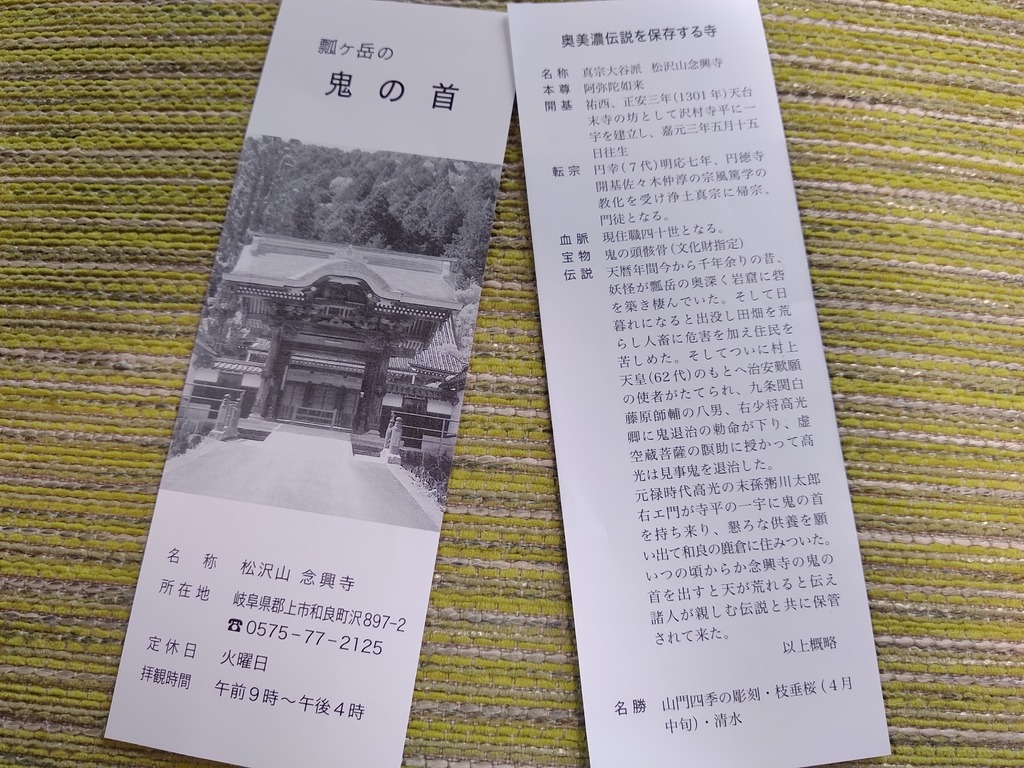 瓢ヶ岳の
鬼の首
名称 松沢山 念興寺
所在地 岐阜県郡上市和良町沢897-2
☎0575-77-2125
定休日 火曜日
拝観時間 午前9時～午後4時
奥美濃伝説を保存する寺
名称 真宗大谷派 松沢山念興寺
本尊 阿弥陀如来
開基 祐西、正安三年(1301年)天台
末寺の坊として沢村寺平に一
宇を建立し、嘉元三年五月十五
日往生
転宗 円幸(7代)明応七年、円徳寺
開基佐々木仲淳の宗風篤学の
教化を受け浄土真宗に帰宗、
門徒となる。
血脈 現住職四十世となる。
宝物 鬼の頭骸骨(文化財指定)
伝説 天暦年間今から千年余りの昔、
妖怪が瓢岳の奥深く岩窟に砦
を築き棲んでいた。そして日
暮れになると出没し田畑を荒
らし人畜に危害を加え住民を
苦しめた。そしてついに村上
天皇(62代)のもとへ治安歎願
の使者がたてられ、九条関白
藤原師輔の八男、右少将高光
卿に鬼退治の勅命が下り、虚
空蔵菩薩の瞑助に授かって高
光は見事鬼を退治した。
元禄時代高光の末孫粥川太郎
右エ門が寺平の一宇に鬼の首
を持ち来り、懇ろな供養を願
い出て和良の鹿倉に住みついた。
いつの頃からか念興寺の鬼の
首を出すと天が荒れると伝え
諸人が親しむ伝説と共に保管
されて来た。
以上概略
名勝 山門四季の彫刻・枝垂桜(4月
中旬)・清水